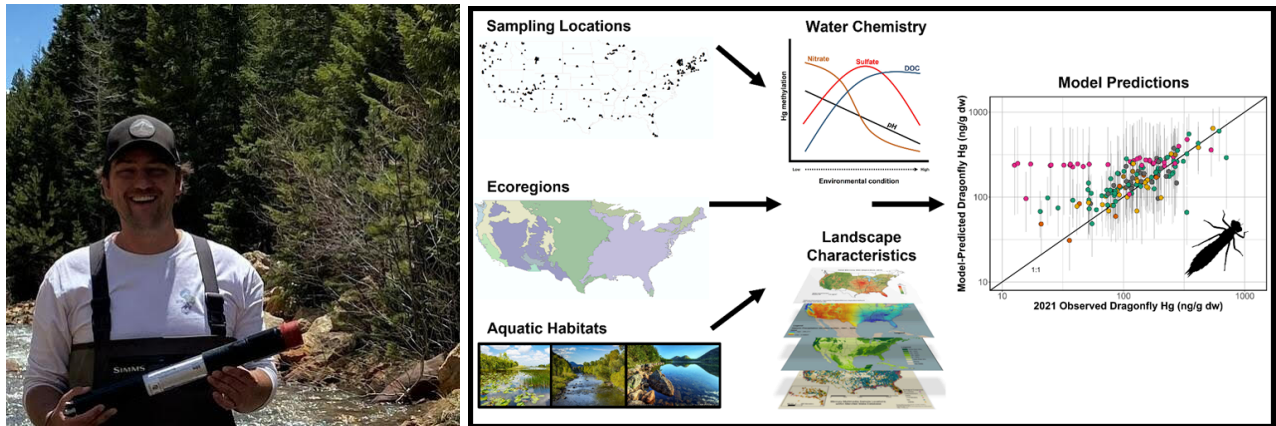 SIMMS
Sampling Locations
Ecoregions
Aquatic Habitats
Water Chemistry
Hg methylation
Nitrate
Sulfate
DOC
pH
Low
High
Environmental condition
Landscape
Characteristics
Model Predictions
Model-Predicted Dragonfly Hg (ng/g dw)
1000
100
10
1:1
10
100
1000
2021 Observed Dragonfly Hg (ng/g dw)